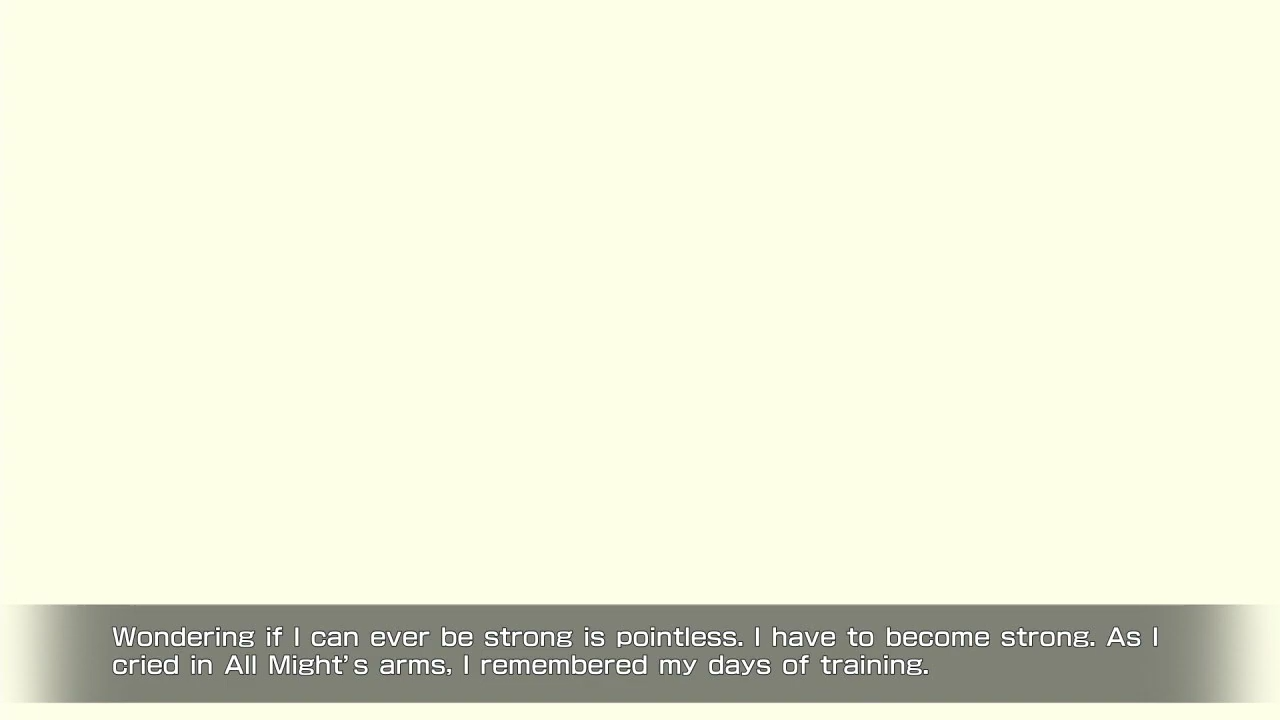 Wondering if I can ever be strong is pointless. I have to become strong. As I
cried in All Might's arms, I remembered my days of training.